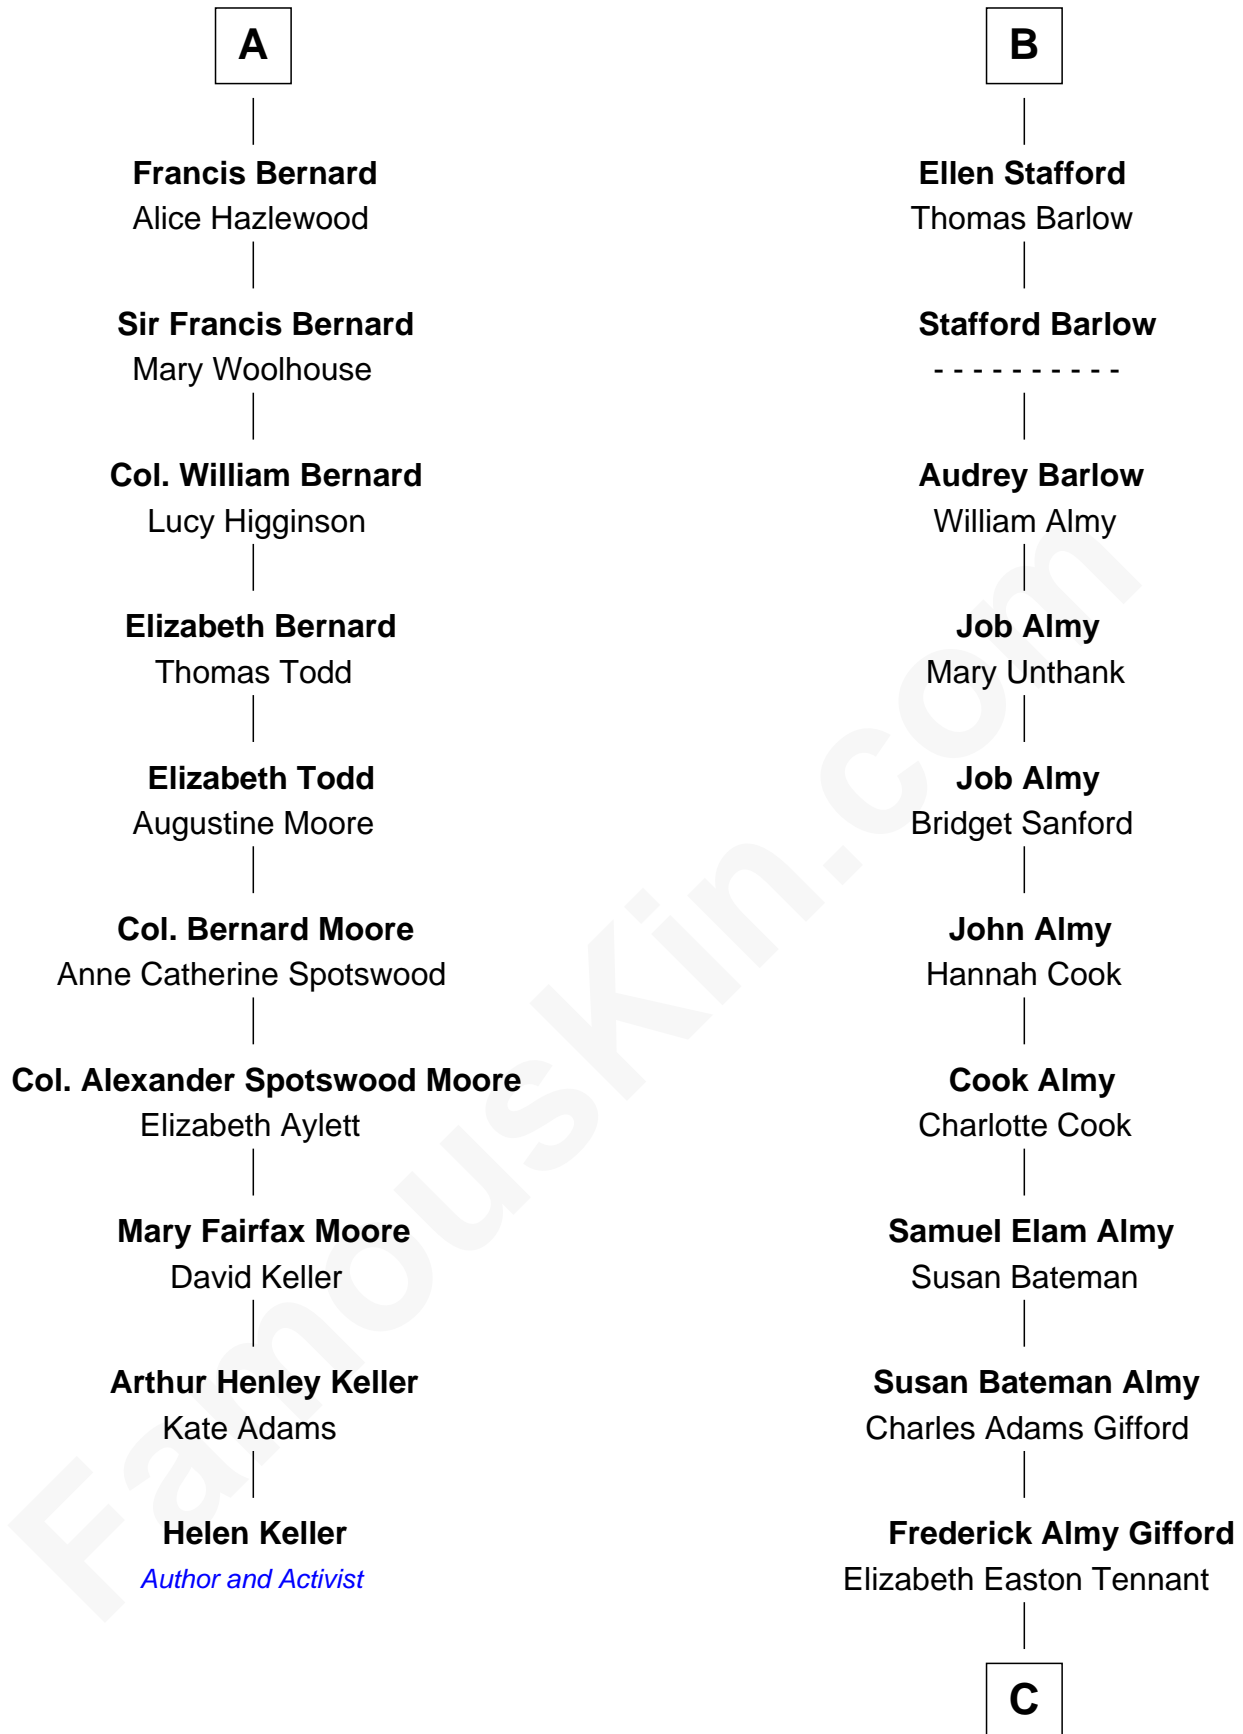 A
Francis Bernard
Alice Hazlewood
Sir Francis Bernard
Mary Woolhouse
Col. William Bernard
Lucy Higginson
Elizabeth Bernard
Thomas Todd
Elizabeth Todd
Augustine Moore
Col. Bernard Moore
Anne Catherine Spotswood
Col. Alexander Spotswood Moore
Elizabeth Aylett
Mary Fairfax Moore
David Keller
Arthur Henley Keller
Kate Adams
Helen Keller
Author and Activist
B
Ellen Stafford
Thomas Barlow
Stafford Barlow
- - - - - - - - - -
Audrey Barlow
William Almy
Job Almy
Mary Unthank
Job Almy
Bridget Sanford
John Almy
Hannah Cook
Cook Almy
Charlotte Cook
Samuel Elam Almy
Susan Bateman
Susan Bateman Almy
Charles Adams Gifford
Frederick Almy Gifford
Elizabeth Easton Tennant
C
FamousKin.com